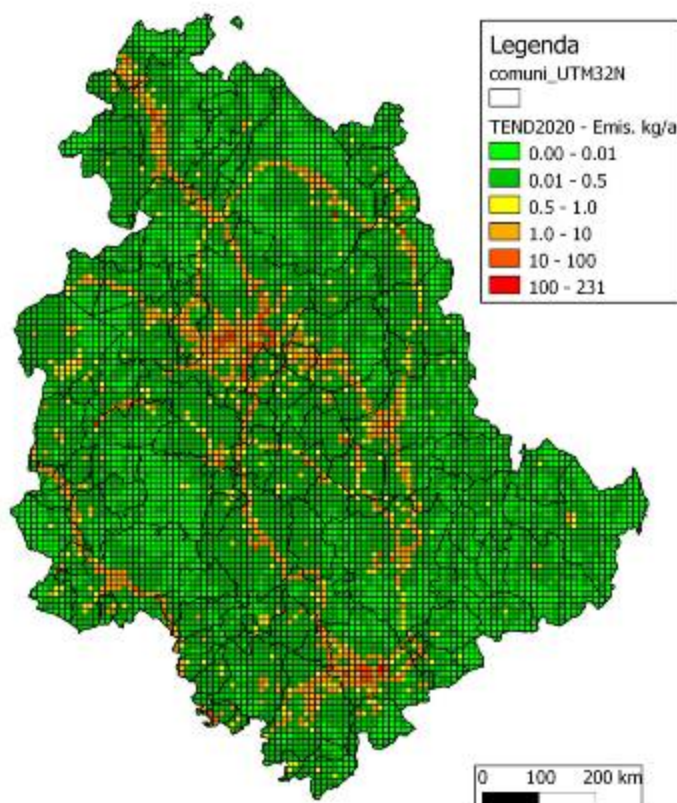 Legenda
comuni_UTM32N
TEND2020 - Emis. kg/a
0.00 - 0.01
0.01 - 0.5
0.5 - 1.0
1.0 - 10
10 - 100
100 - 231
0 100 200 km